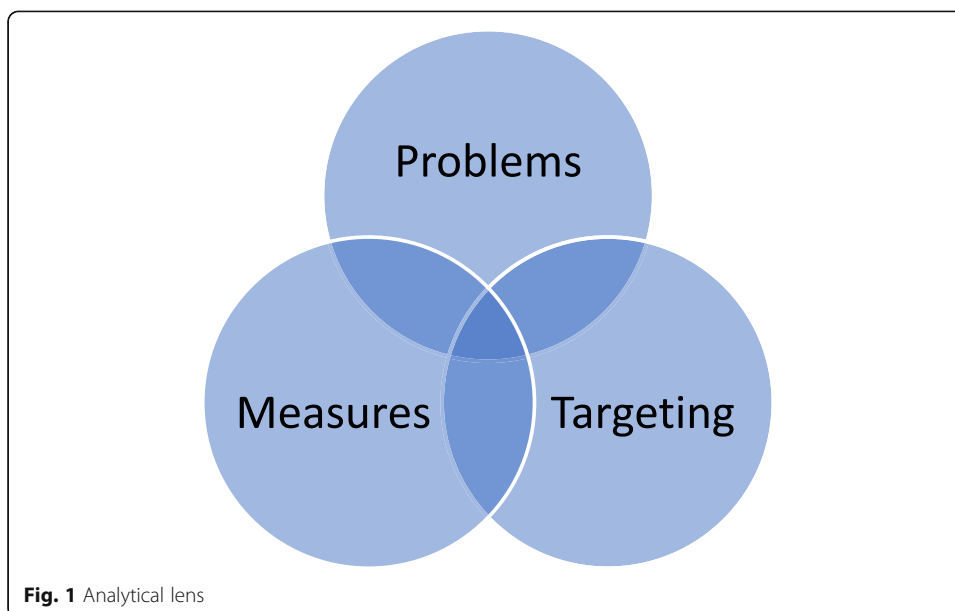 Problems
Measures Targeting
Fig. 1 Analytical lens